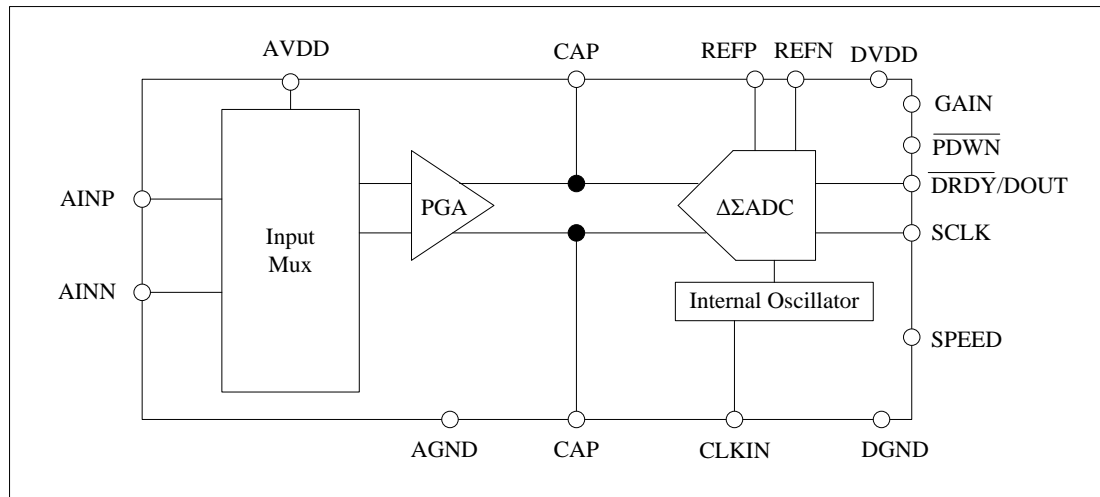 AVDD
CAP
REFP
REFN
DVDD
GAIN
PDWN
DRDY/DOUT
AINP
PGA
ΔΣADC
Input
Mux
SCLK
AINN
Internal Oscillator
SPEED
AGND
CAP
CLKIN
DGND